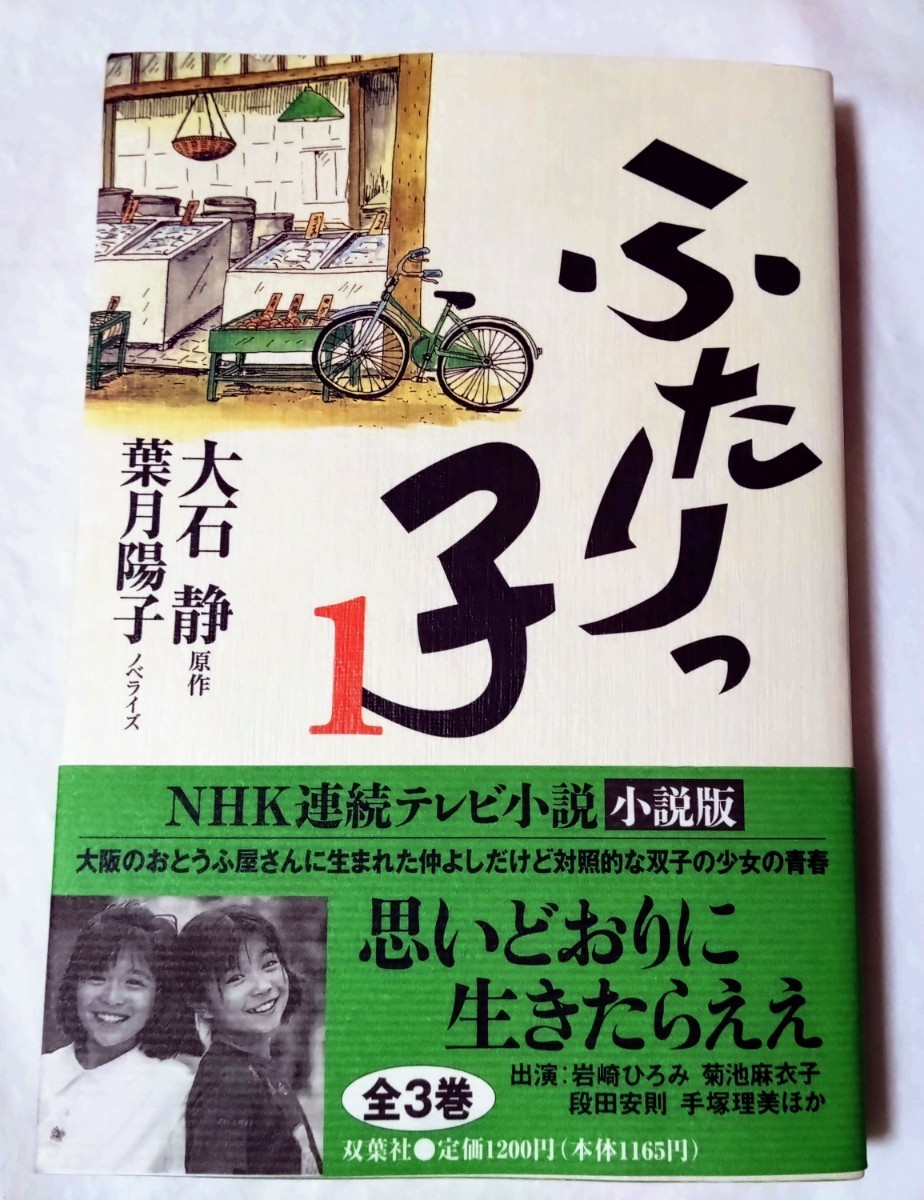 ふたりっ
子
1
大石 静 原作
葉月陽子 ノベライズ
NHK連続テレビ小説 小説版
大阪のおとうふ屋さんに生まれた仲よしだけど対照的な双子の少女の青春
思いどおりに
生きたらええ
出演:岩崎ひろみ 菊池麻衣子
段田安則 手塚理美ほか
全3巻
双葉社●定価1200円(本体1165円)